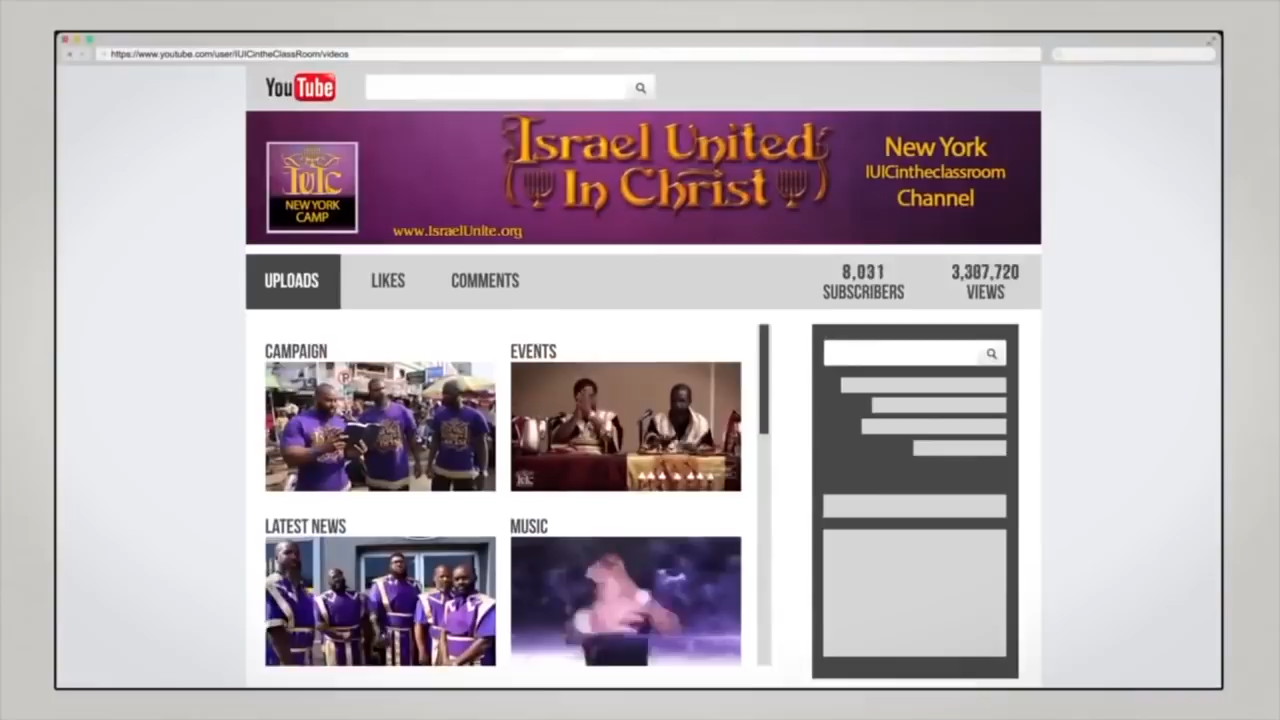 https://www.youtube.com/user/IUICintheClassRoom/videos
YouTube
Israel United
In Christ
New York
IUICintheclassroom
Channel
IUIC
NEW YORK
CAMP
www.IsraelUnite.org
UPLOADS
LIKES
COMMENTS
8,031
SUBSCRIBERS
3,387,720
VIEWS
CAMPAIGN
EVENTS
P
IUIC
LATEST NEWS
MUSIC